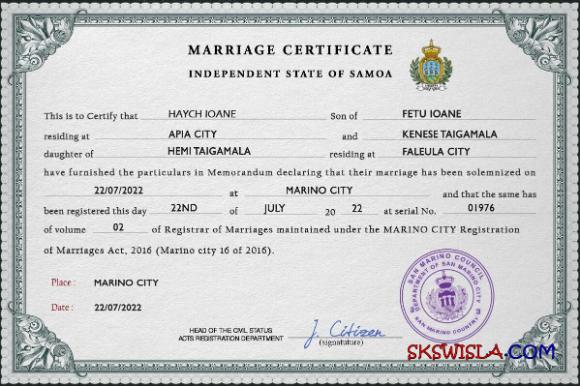 MARRIAGE CERTIFICATE
INDEPENDENT STATE OF SAMOA
This is to Certify that HAYCH IOANE Son of FETU IOANE
residing at APIA CITY and KENESE TAIGAMALA
daughter of HEMI TAIGAMALA residing at FALEULA CITY
have furnished the particulars in Memorandum declaring that their marriage has been solemnized on
22/07/2022 at MARINO CITY and that the same has
been registered this day 22ND of JULY 20 22 at serial No. 01976
of volume 02 of Registrar of Marriages maintained under the MARINO CITY Registration
of Marriages Act, 2016 (Marino city 16 of 2016).
Place : MARINO CITY
Date : 22/07/2022
HEAD OF THE CIVIL STATUS
ACTS REGISTRATION DEPARTMENT
J. Citizen
(signatature)
SAN MARINO COUNCIL
DEPARTMENT OF SAN MARINO CITY
SAN MARINO COUNTRY
SKSWISLA.COM